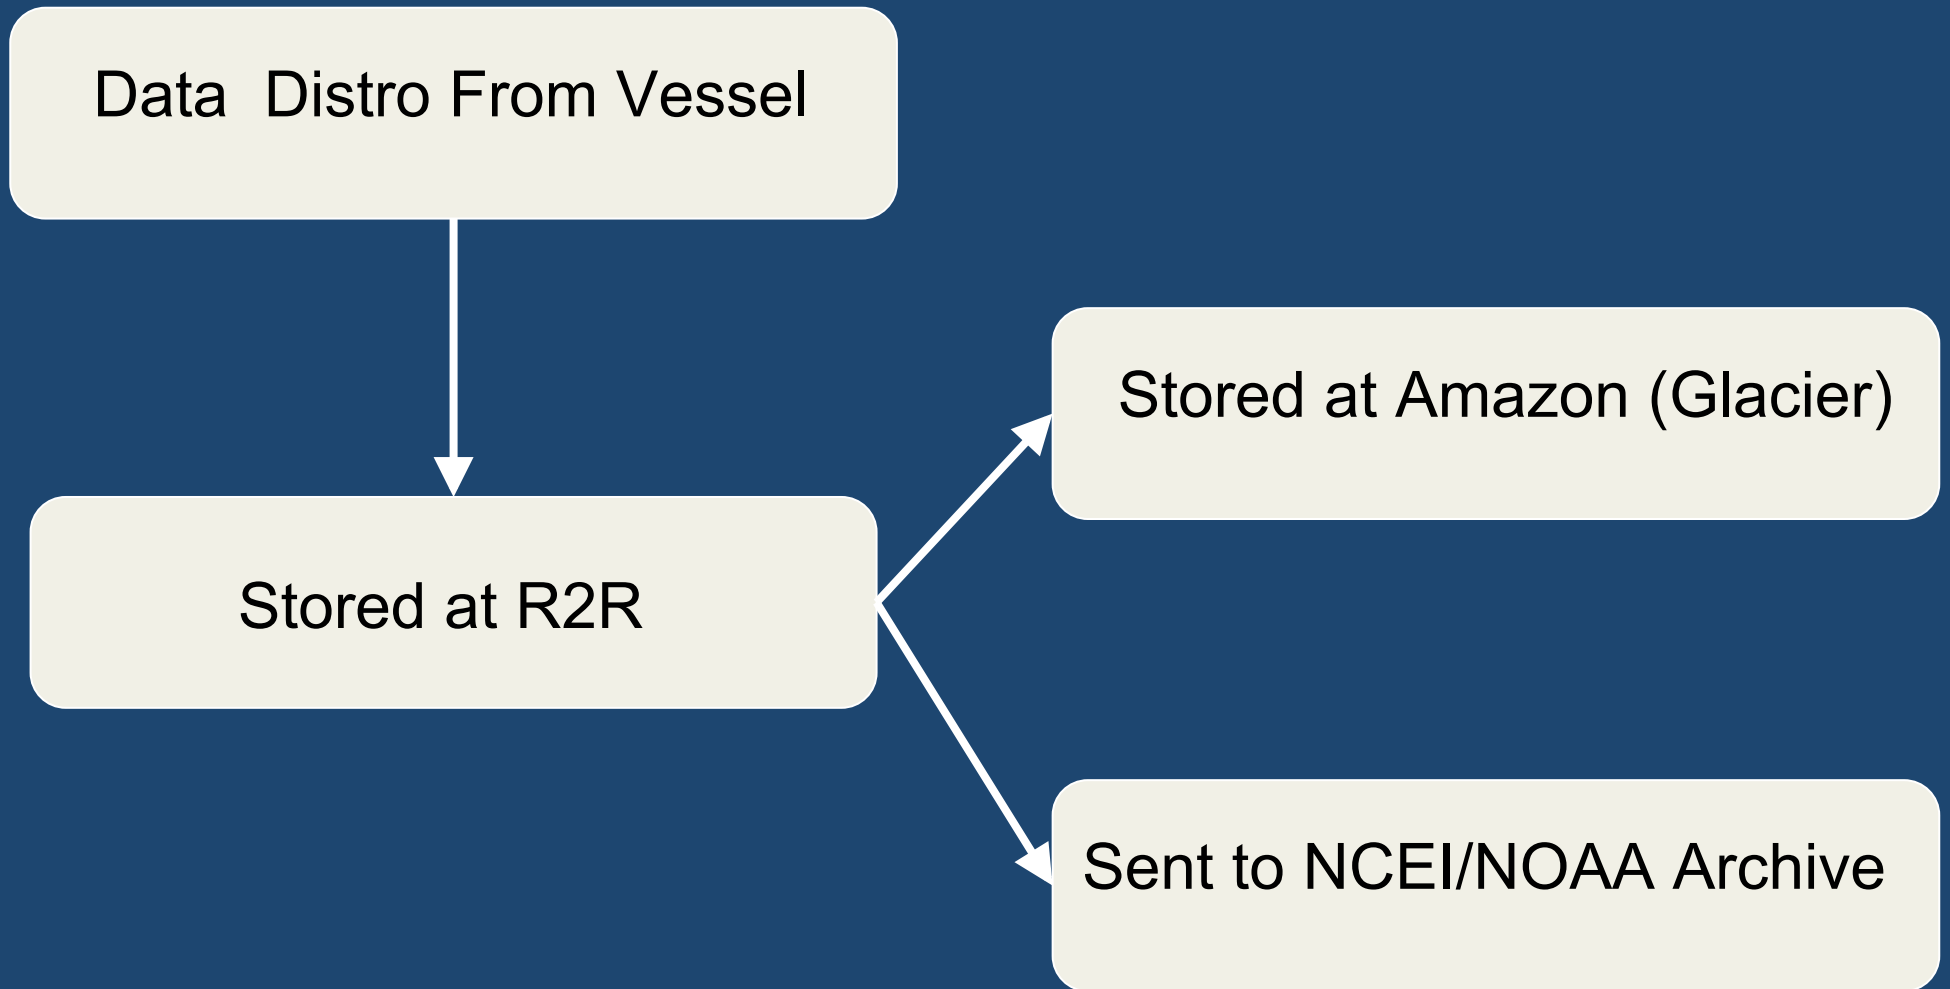 Data  Distro From Vessel
Stored at Amazon (Glacier)
Stored at R2R
Sent to NCEI/NOAA Archive